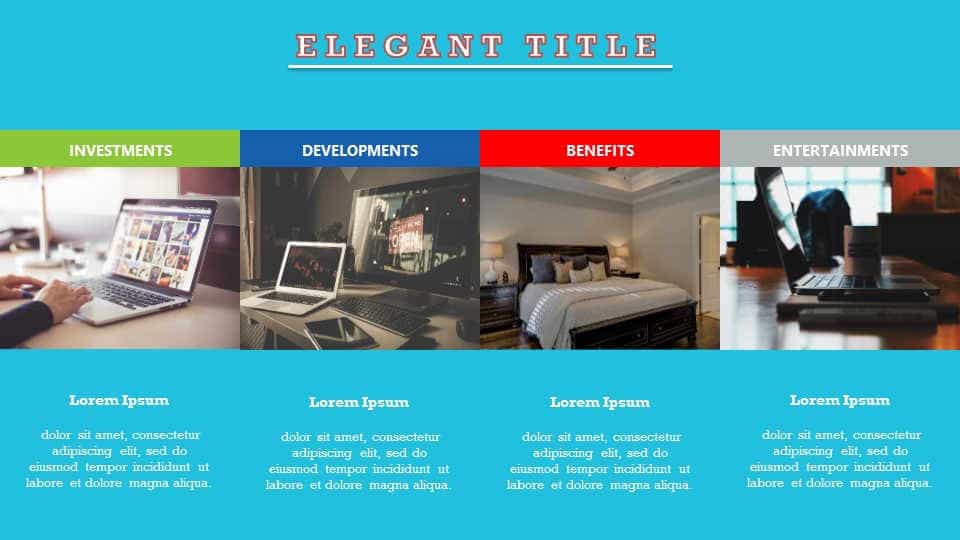 ELEGANT TITLE
INVESTMENTS
DEVELOPMENTS
BENEFITS
ENTERTAINMENTS
OPEN
Lorem Ipsum
dolor sit amet, consectetur
adipiscing elit, sed do
eiusmod tempor incididunt ut
labore et dolore magna aliqua.
Lorem Ipsum
dolor sit amet, consectetur
adipiscing elit, sed do
eiusmod tempor incididunt ut
labore et dolore magna aliqua.
Lorem Ipsum
dolor sit amet, consectetur
adipiscing elit, sed do
eiusmod tempor incididunt ut
labore et dolore magna aliqua.
Lorem Ipsum
dolor sit amet, consectetur
adipiscing elit, sed do
eiusmod tempor incididunt ut
labore et dolore magna aliqua.